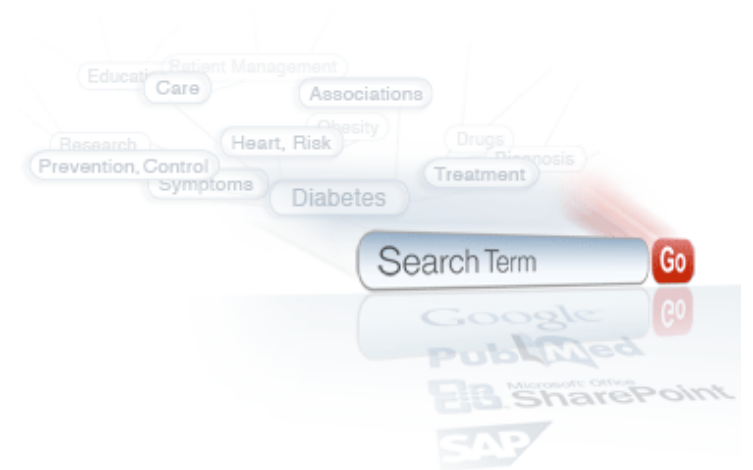 Patient Management
Care
Associations
Obesity
Heart, Risk
Drugs
Research
Diagnosis
Prevention, Control
Treatment
Symptoms
Diabetes
Search Term
Go
Google
PubMed
Microsoft Office
SharePoint
SAP